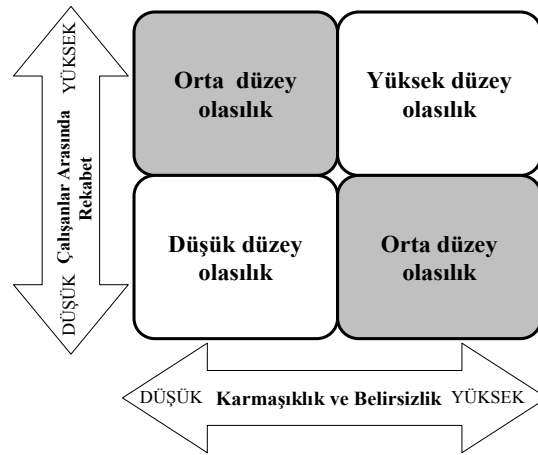 YÜKSEK
Çalışanlar Arasında
Rekabet
DÜŞÜK
Orta düzey
olasılık
Yüksek düzey
olasılık
Düşük düzey
olasılık
Orta düzey
olasılık
DÜŞÜK Karmaşıklık ve Belirsizlik YÜKSEK